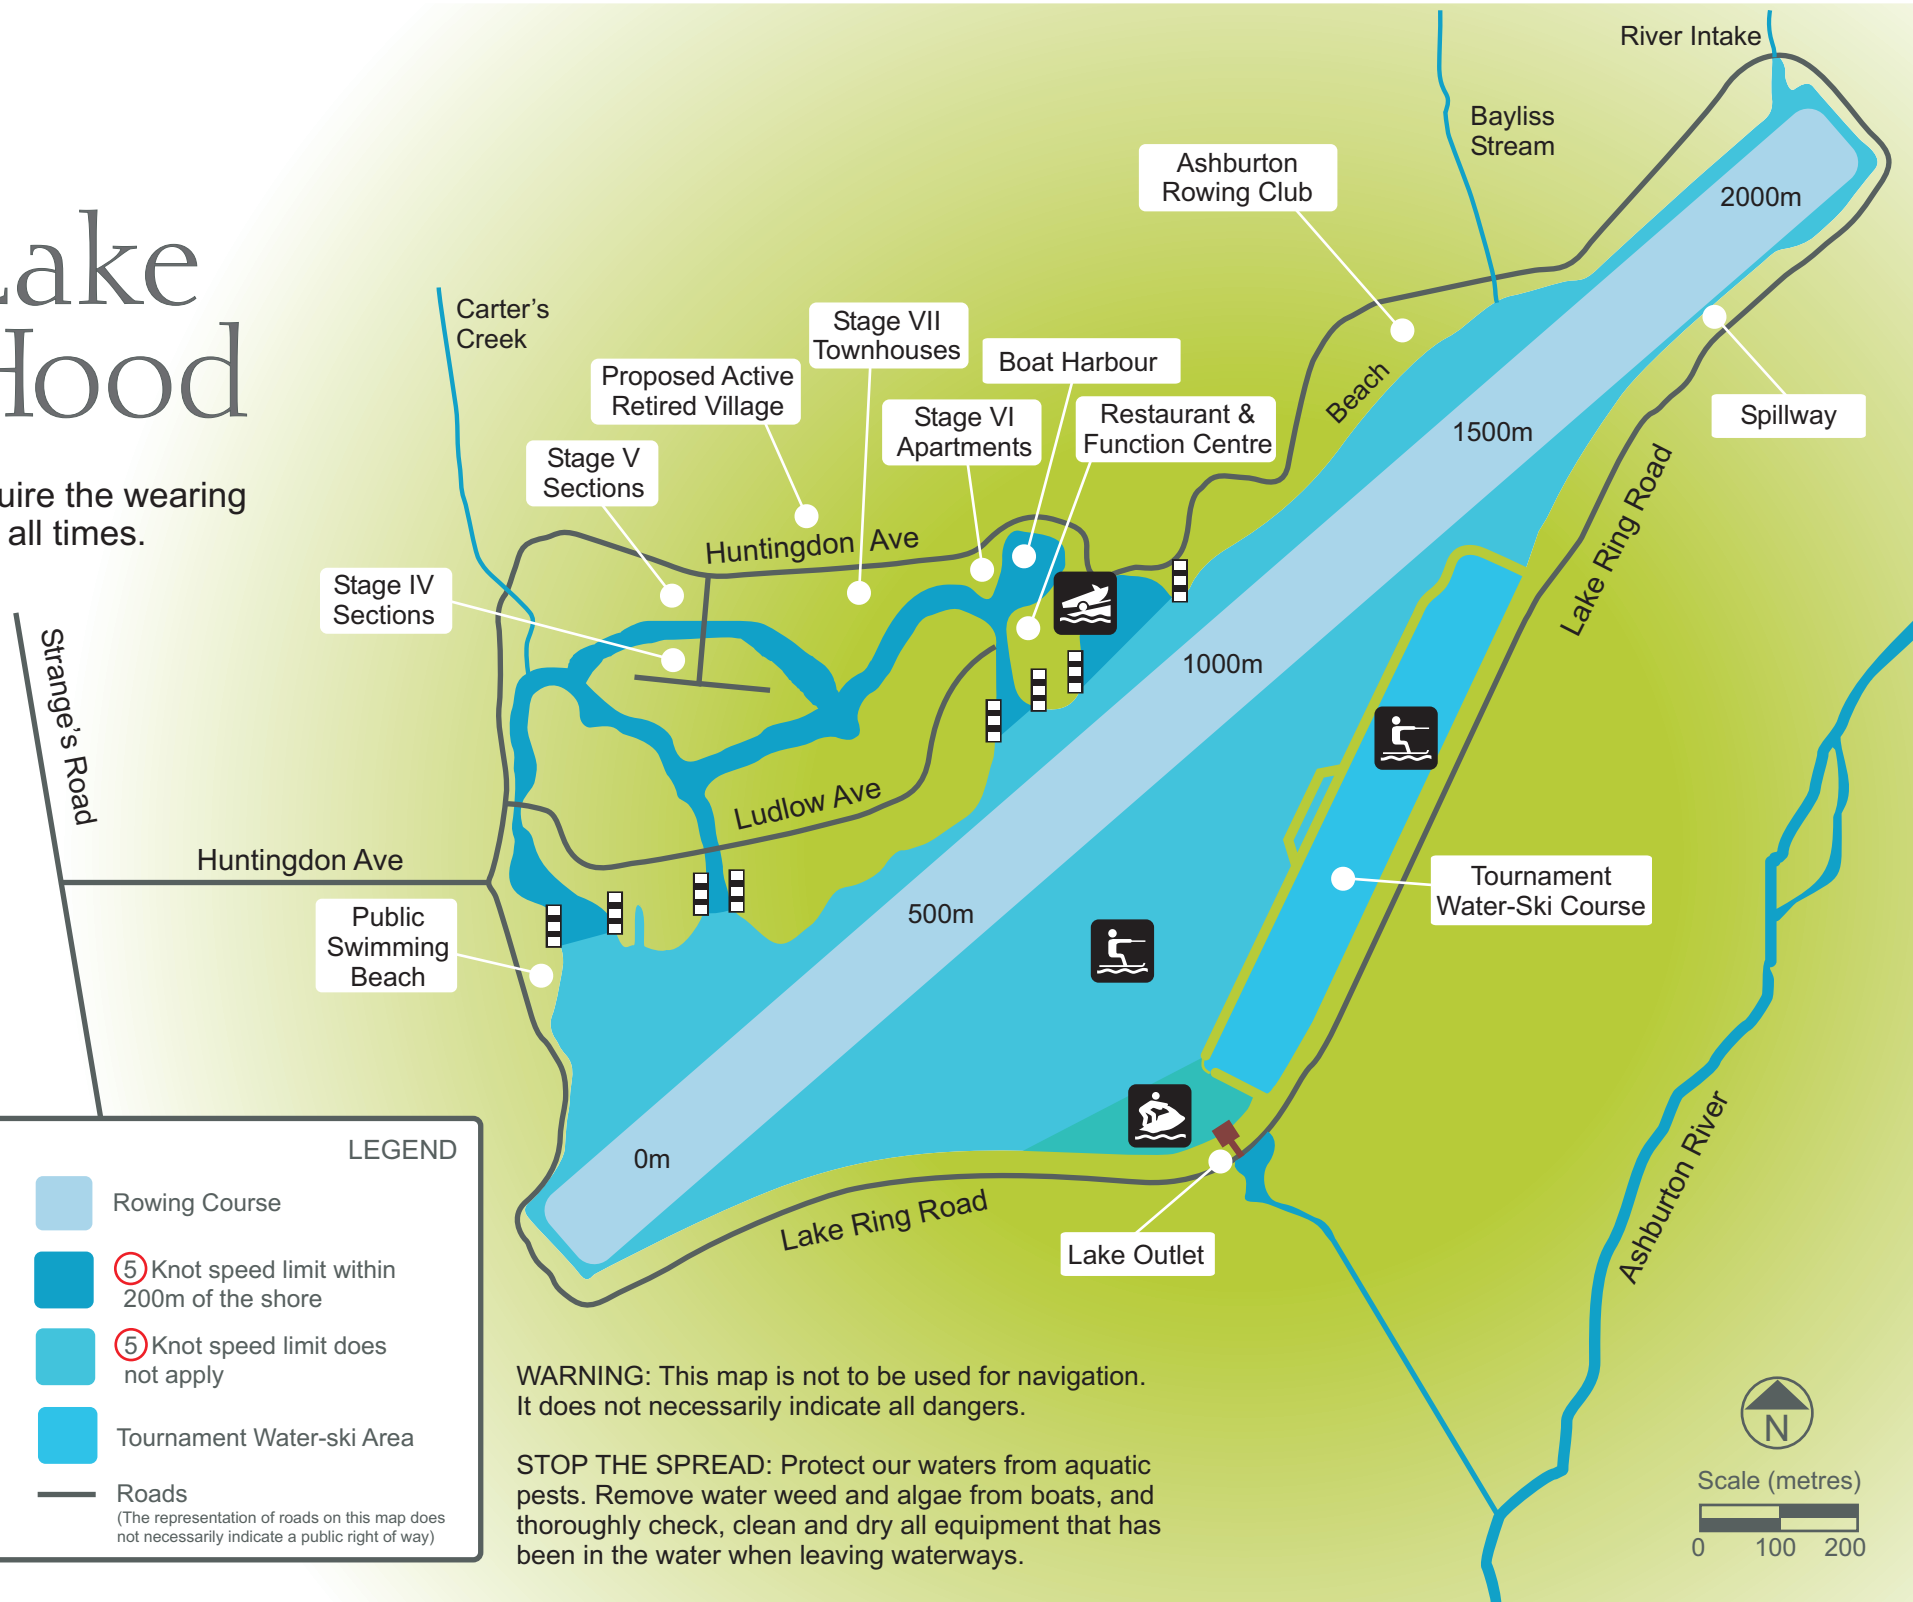 River Intake
Bayliss
Stream
Ashburton
Rowing Club
2000m
Lake
Hood
Carter's
Creek
Stage VII
Townhouses
Boat Harbour
Proposed Active
Retired Village
Stage VI
Apartments
Restaurant &
Function Centre
Beach
1500m
Spillway
Stage V
Sections
uire the wearing
all times.
Huntingdon Ave
Lake Ring Road
Stage IV
Sections
Strange's Road
1000m
Ludlow Ave
Huntingdon Ave
500m
Tournament
Water-Ski Course
Public
Swimming
Beach
0m
Lake Ring Road
Lake Outlet
Ashburton River
LEGEND
Rowing Course
5 Knot speed limit within
200m of the shore
5 Knot speed limit does
not apply
Tournament Water-ski Area
Roads
(The representation of roads on this map does
not necessarily indicate a public right of way)
WARNING: This map is not to be used for navigation.
It does not necessarily indicate all dangers.
STOP THE SPREAD: Protect our waters from aquatic
pests. Remove water weed and algae from boats, and
thoroughly check, clean and dry all equipment that has
been in the water when leaving waterways.
N
Scale (metres)
0 100 200